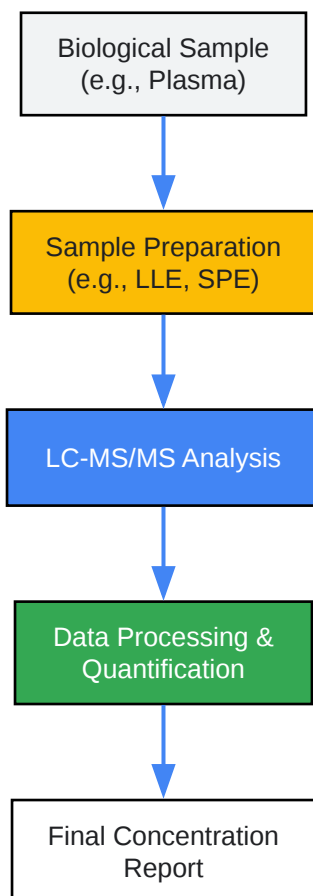 Biological Sample
(e.g., Plasma)
Sample Preparation
(e.g., LLE, SPE)
LC-MS/MS Analysis
Data Processing &
Quantification
Final Concentration
Report